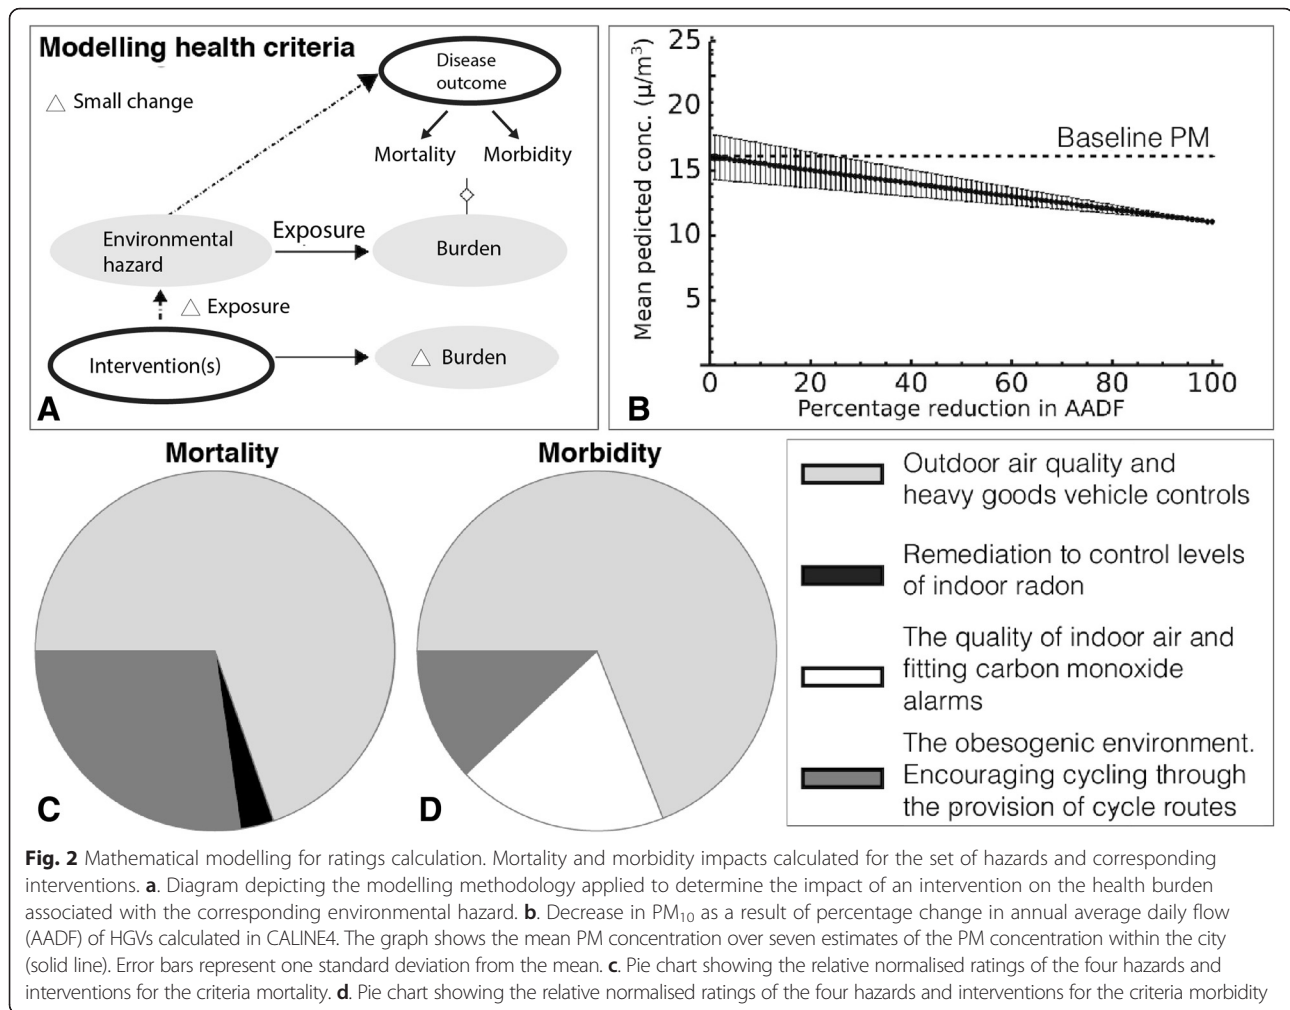 Modelling health criteria
△ Small change
Disease
outcome
Mortality Morbidity
Environmental
hazard
Exposure
Burden
△ Exposure
Intervention(s)
△ Burden
A
Mean pedicted conc. (μ/m³)
25
20
15
10
5
Baseline PM
0 20 40 60 80 100
Percentage reduction in AADF
B
Mortality
C
Morbidity
D
Outdoor air quality and
heavy goods vehicle controls
Remediation to control levels
of indoor radon
The quality of indoor air and
fitting carbon monoxide
alarms
The obesogenic environment.
Encouraging cycling through
the provision of cycle routes
Fig. 2 Mathematical modelling for ratings calculation. Mortality and morbidity impacts calculated for the set of hazards and corresponding
interventions. a. Diagram depicting the modelling methodology applied to determine the impact of an intervention on the health burden
associated with the corresponding environmental hazard. b. Decrease in PM₁₀ as a result of percentage change in annual average daily flow
(AADF) of HGVs calculated in CALINE4. The graph shows the mean PM concentration over seven estimates of the PM concentration within the city
(solid line). Error bars represent one standard deviation from the mean. c. Pie chart showing the relative normalised ratings of the four hazards and
interventions for the criteria mortality. d. Pie chart showing the relative normalised ratings of the four hazards and interventions for the criteria morbidity